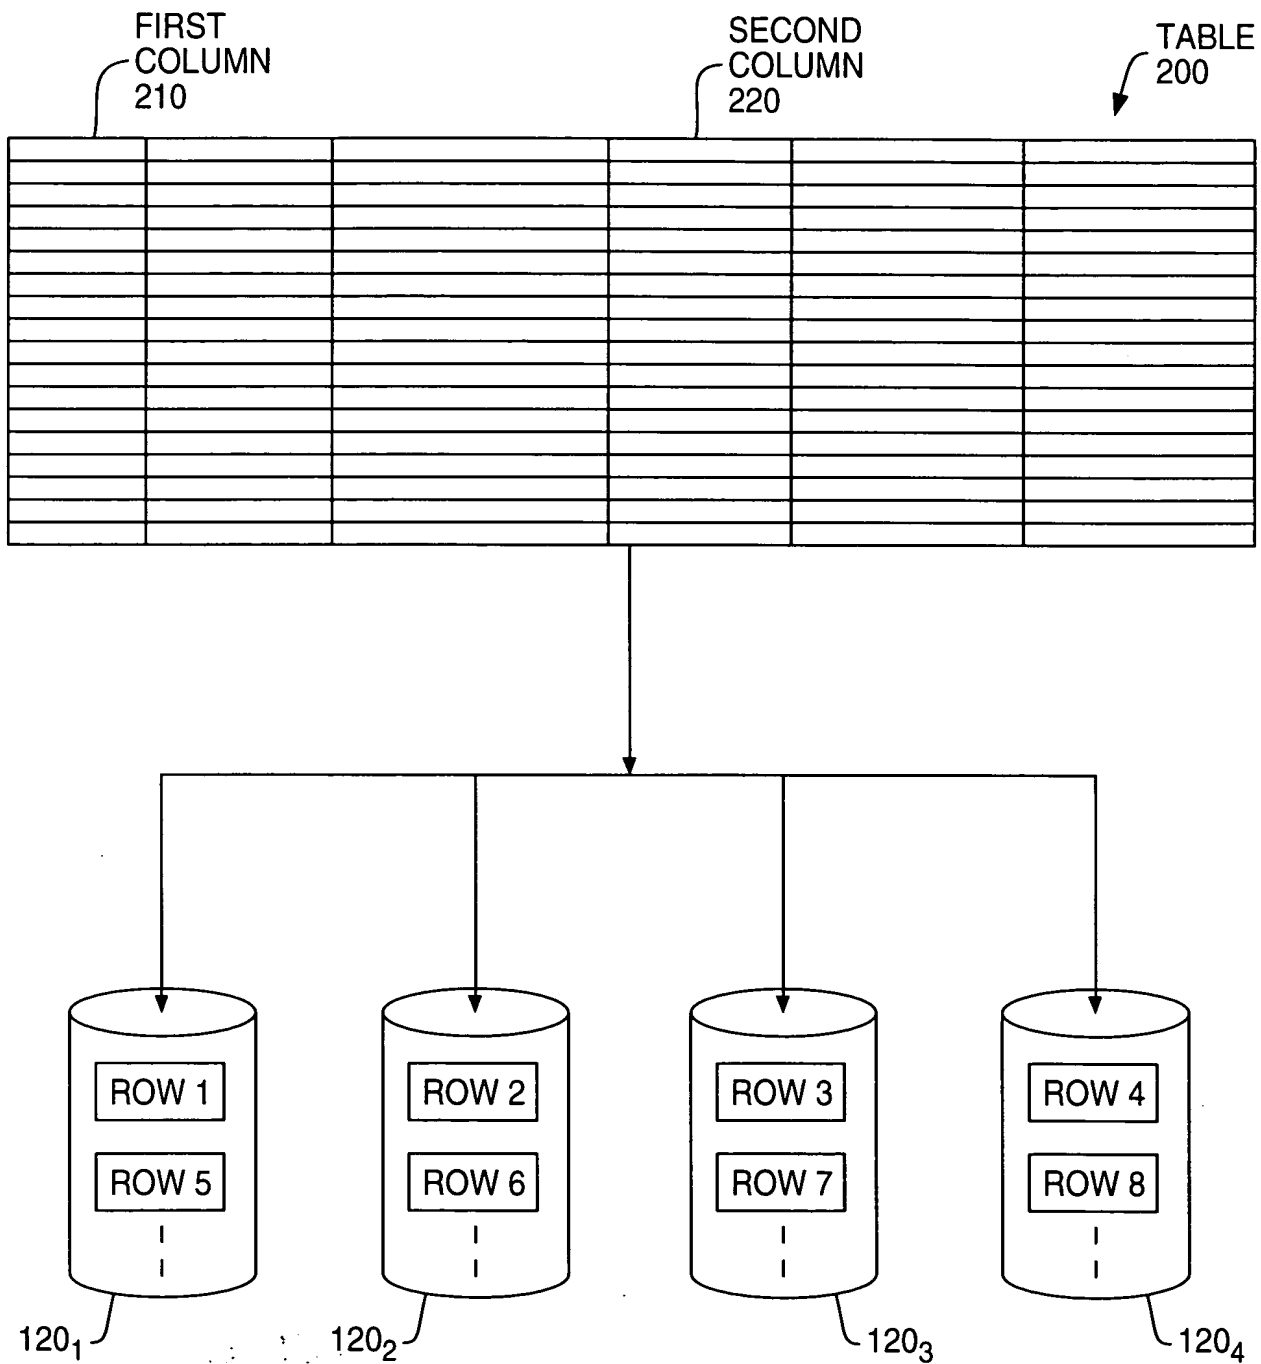 FIRST
COLUMN
210
SECOND
COLUMN
220
TABLE
200
ROW 1
ROW 2
ROW 3
ROW 4
ROW 5
ROW 6
ROW 7
ROW 8
120₁
120₂
120₃
120₄